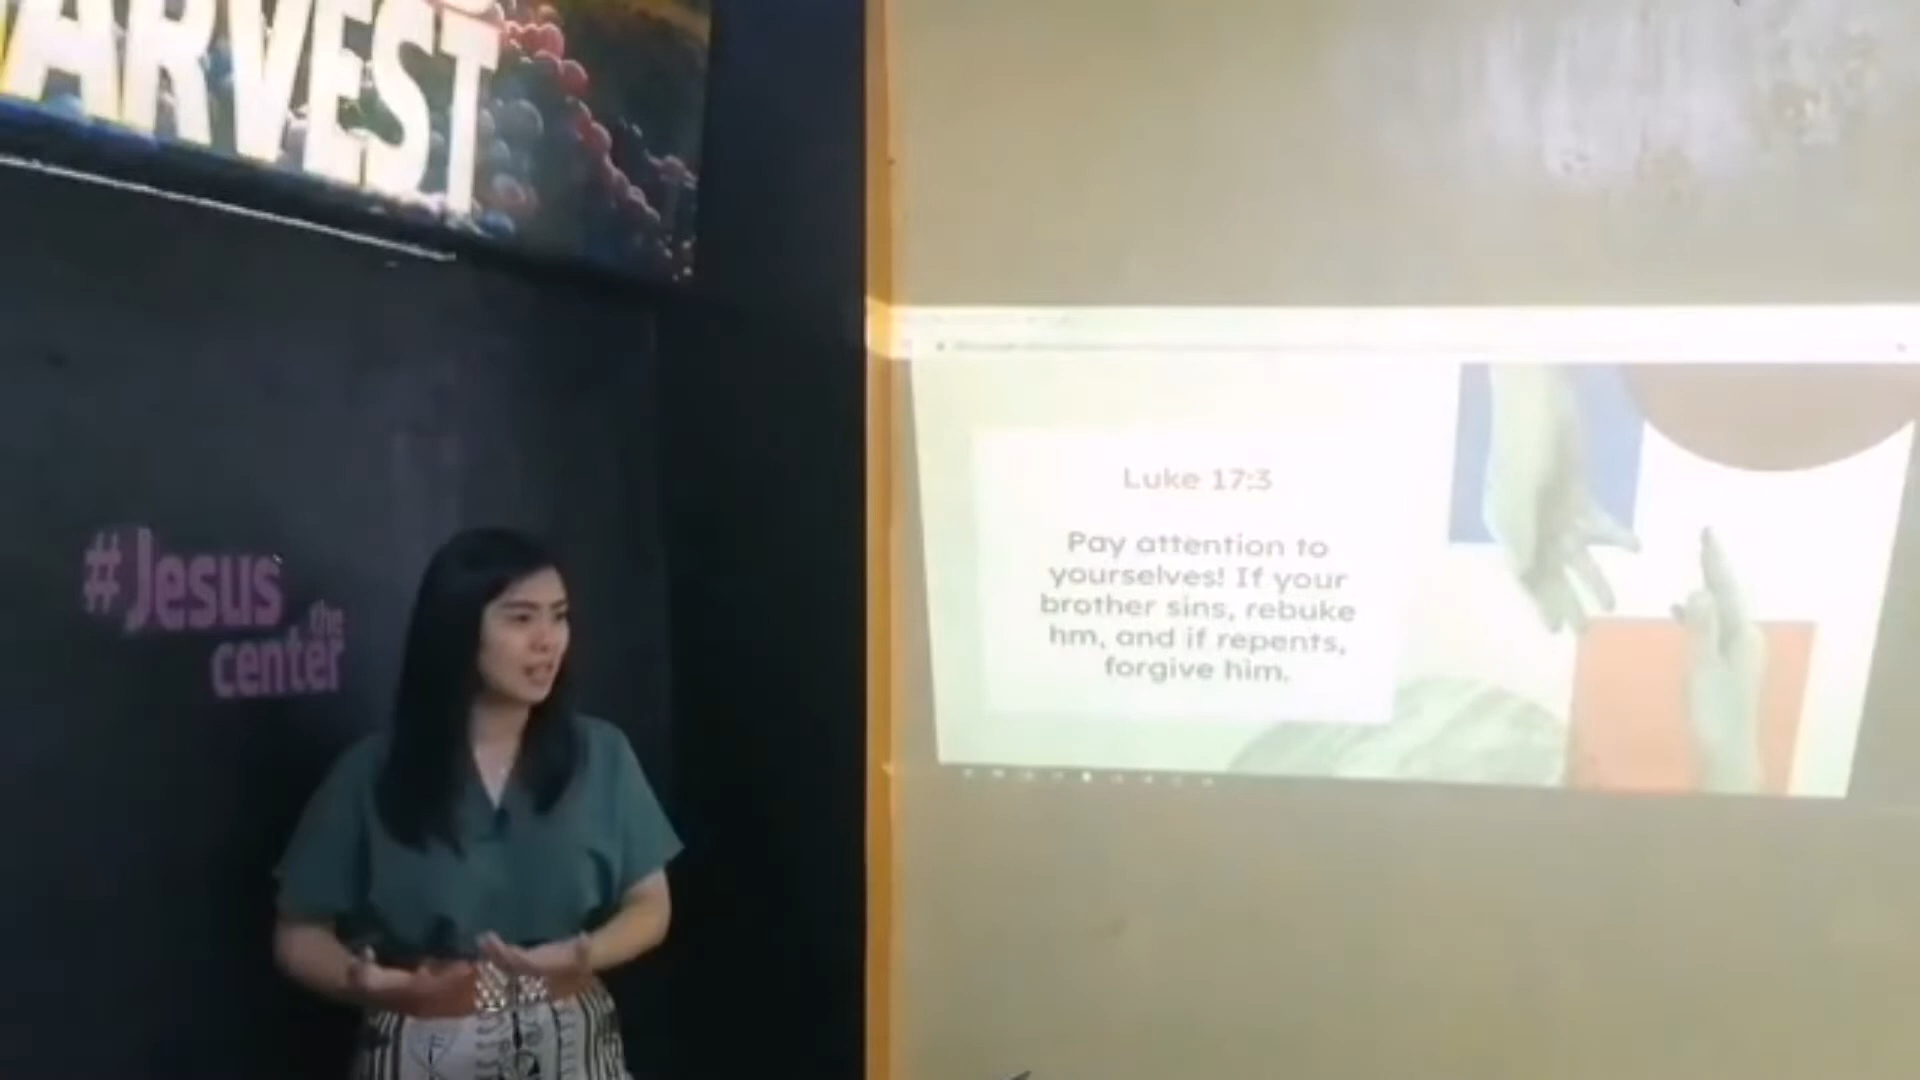 ARVEST
#Jesus
the
center
Luke 17:3
Pay attention to
yourselves! If your
brother sins, rebuke
hm, and if repents,
forgive him.